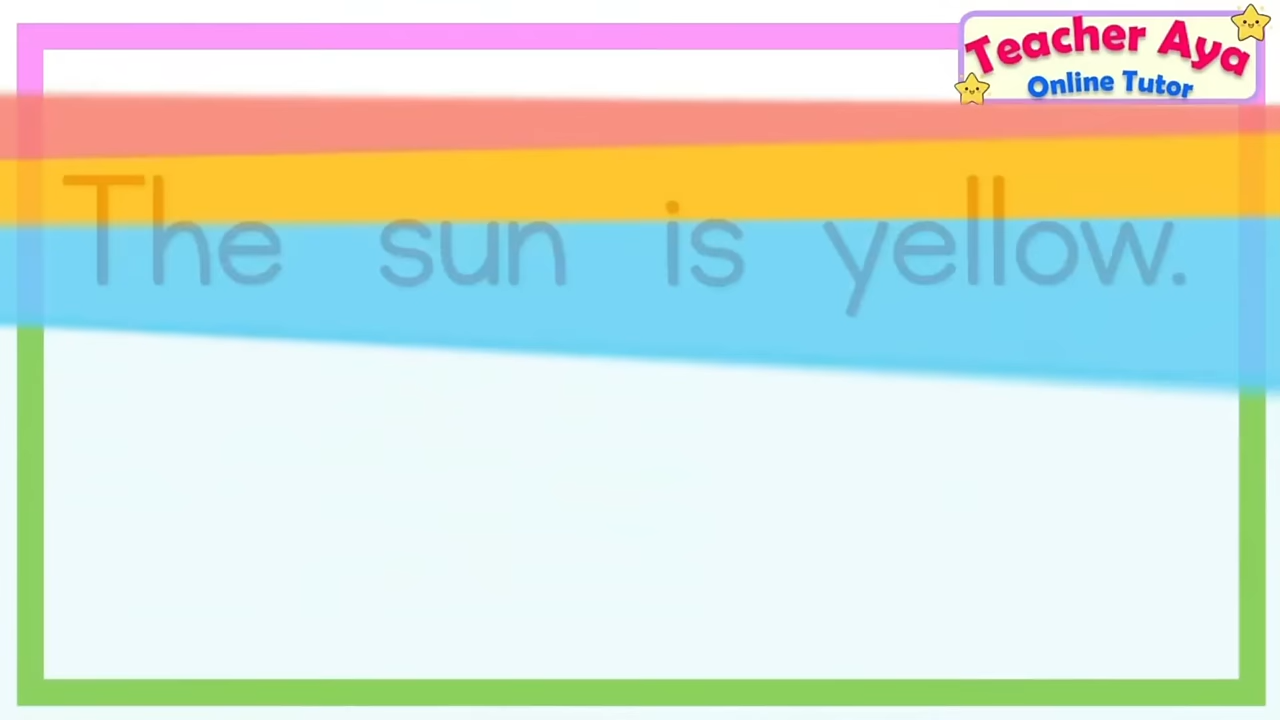 Teacher Aya
Online Tutor
The sun is yellow.